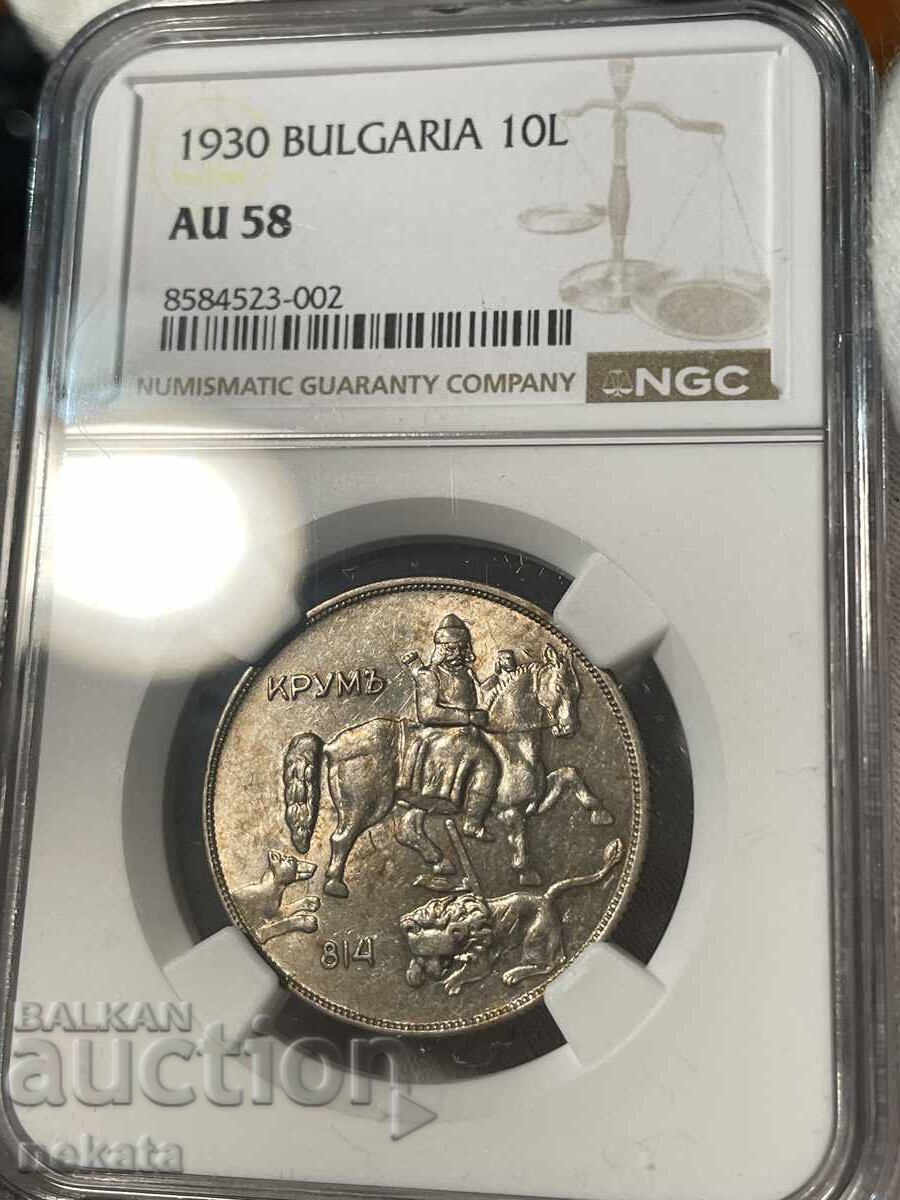 1930 BULGARIA 10L
AU 58
8584523-002
NUMISMATIC GUARANTY COMPANY
NGC
КРУМЪ
814
BALKAN
auction
nekata